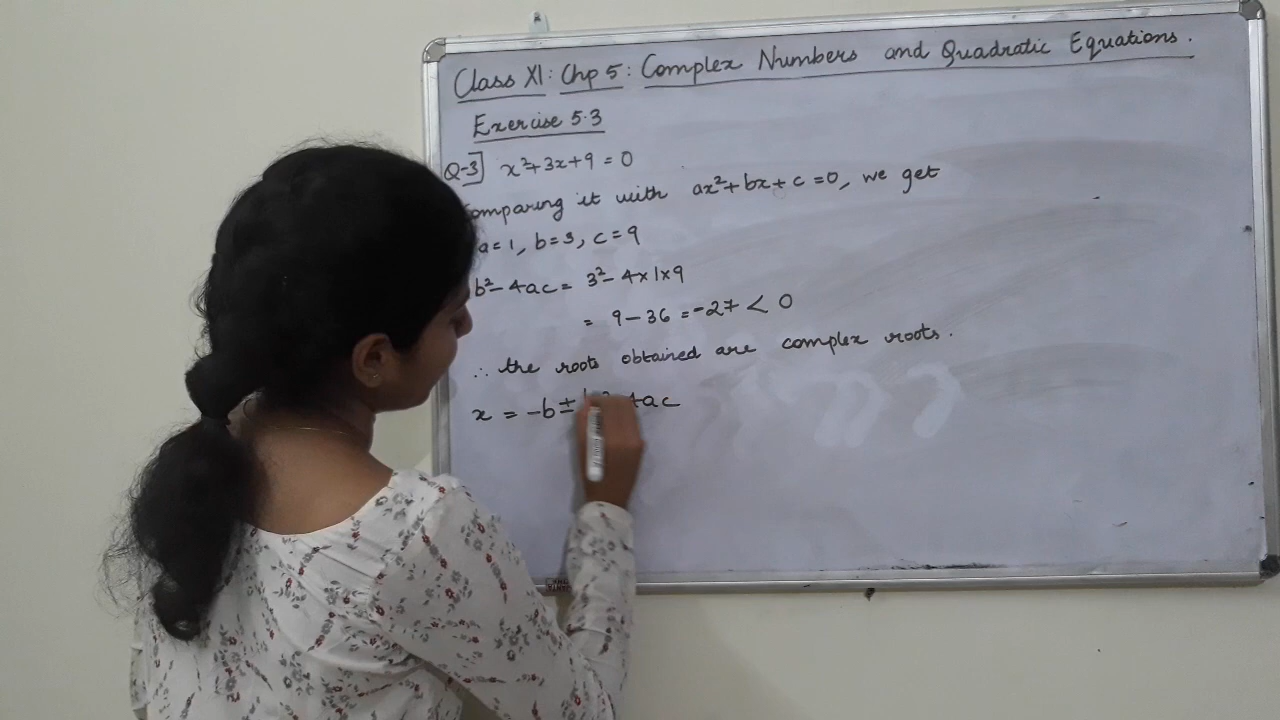 Class XI: Chp 5: Complex Numbers and Quadratic Equations.
Exercise 5.3
Q-3] x²+3x+9 = 0
omparing it with ax²+bx+c=0, we get
a=1, b=3, c=9
b²-4ac = 3²-4×1×9
= 9-36 = -27 < 0
∴ the roots obtained are complex roots.
x = -b± 4ac